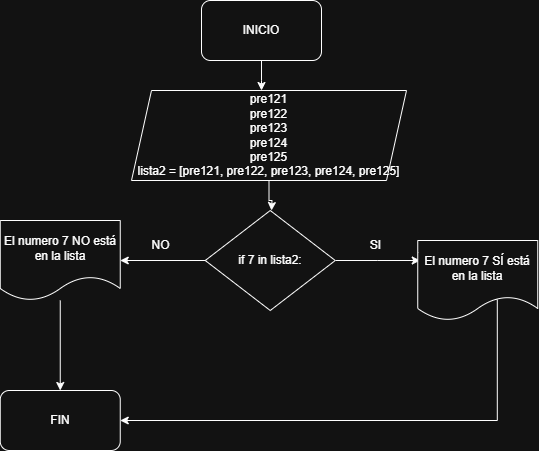 INICIO
pre121
pre122
pre123
pre124
pre125
lista2 = [pre121, pre122, pre123, pre124, pre125]
El numero 7 NO está
en la lista
NO
if 7 in lista2:
SI
El numero 7 SÍ está
en la lista
FIN